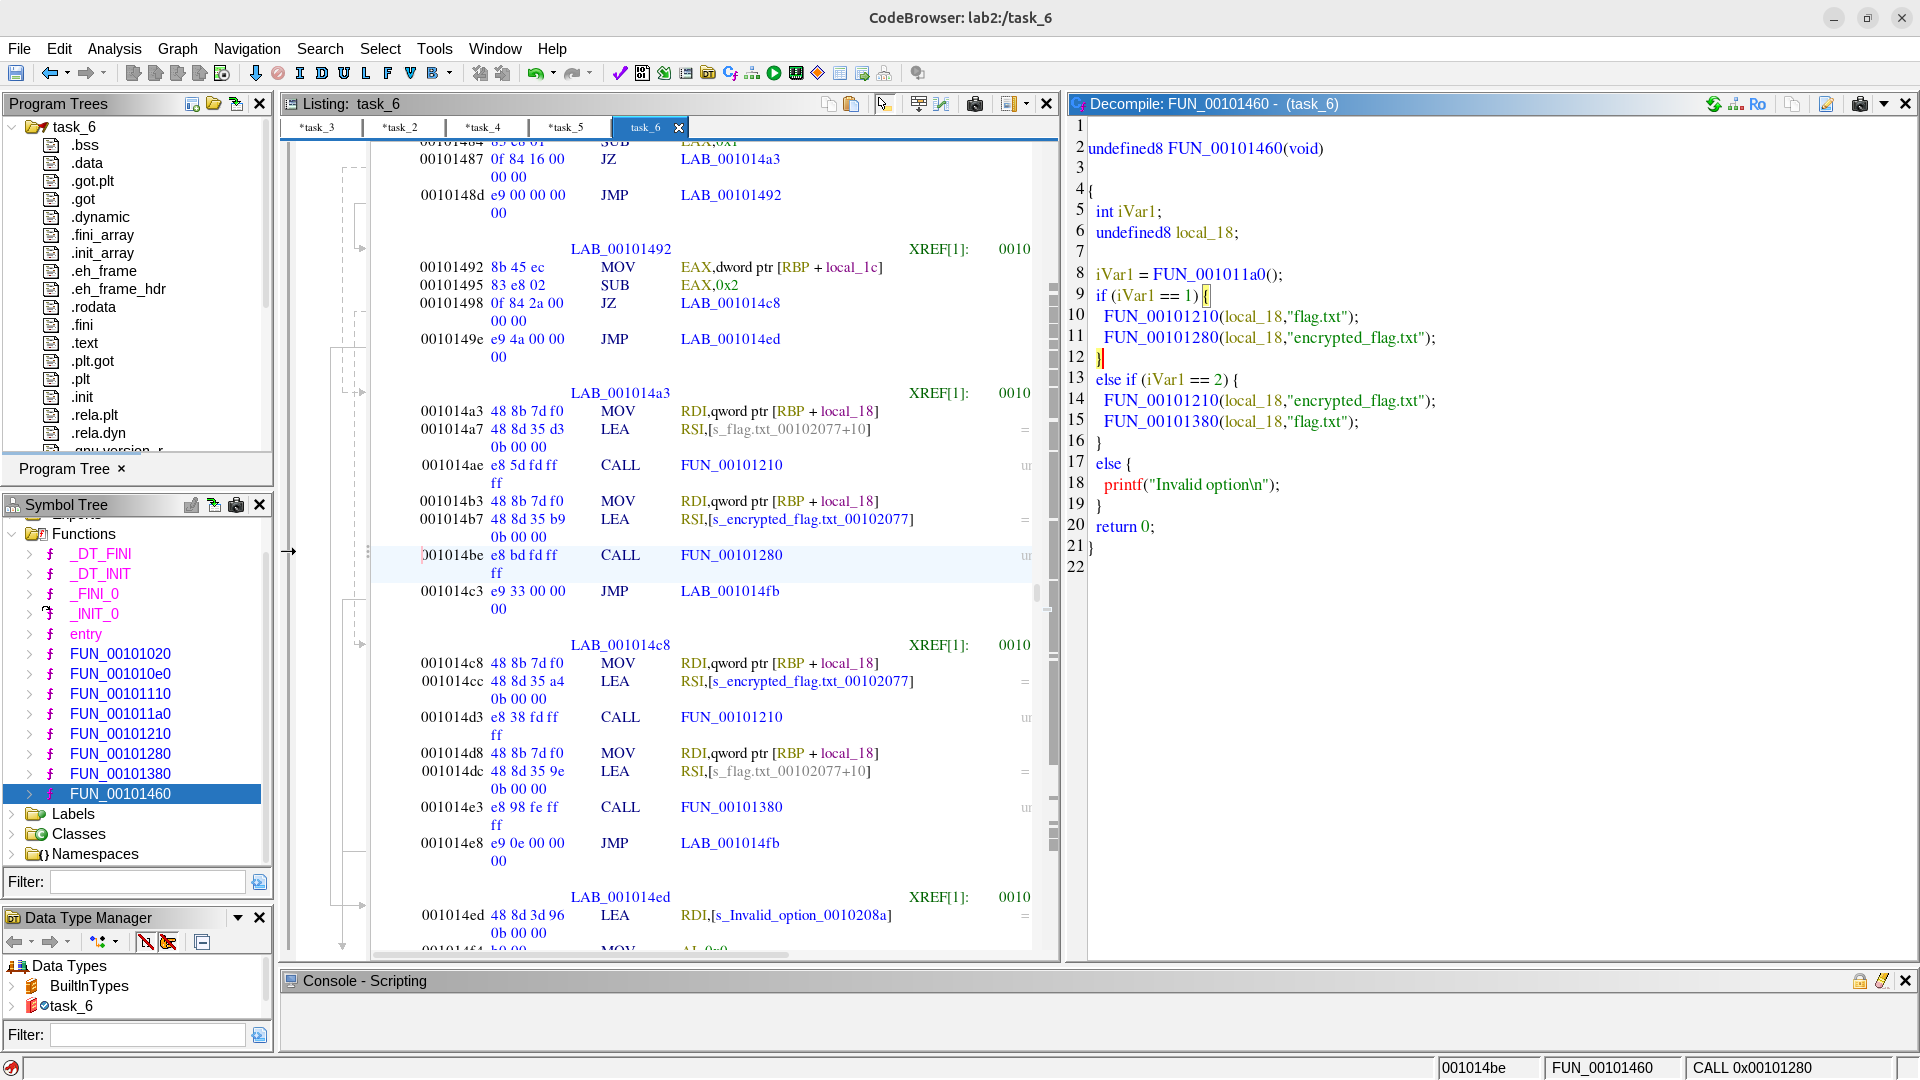 CodeBrowser: lab2:/task_6
File Edit Analysis Graph Navigation Search Select Tools Window Help
I D U L F V B
Program Trees
task_6
.bss
.data
.got.plt
.got
.dynamic
.fini_array
.init_array
.eh_frame
.eh_frame_hdr
.rodata
.fini
.text
.plt.got
.plt
.init
.rela.plt
.rela.dyn
.gnu.version_r
Program Tree ×
Symbol Tree
Exports
Functions
_DT_FINI
_DT_INIT
_FINI_0
_INIT_0
entry
FUN_00101020
FUN_001010e0
FUN_00101110
FUN_001011a0
FUN_00101210
FUN_00101280
FUN_00101380
FUN_00101460
Labels
Classes
Namespaces
Filter:
Data Type Manager
Data Types
BuiltInTypes
task_6
Filter:
Listing: task_6
*task_3 *task_2 *task_4 *task_5 task_6
00101484 83 e8 01 SUB EAX,0x1
00101487 0f 84 16 00 JZ LAB_001014a3
00 00
0010148d e9 00 00 00 JMP LAB_00101492
00
LAB_00101492 XREF[1]: 0010
00101492 8b 45 ec MOV EAX,dword ptr [RBP + local_1c]
00101495 83 e8 02 SUB EAX,0x2
00101498 0f 84 2a 00 JZ LAB_001014c8
00 00
0010149e e9 4a 00 00 JMP LAB_001014ed
00
LAB_001014a3 XREF[1]: 0010
001014a3 48 8b 7d f0 MOV RDI,qword ptr [RBP + local_18]
001014a7 48 8d 35 d3 LEA RSI,[s_flag.txt_00102077+10] =
0b 00 00
001014ae e8 5d fd ff CALL FUN_00101210 un
ff
001014b3 48 8b 7d f0 MOV RDI,qword ptr [RBP + local_18]
001014b7 48 8d 35 b9 LEA RSI,[s_encrypted_flag.txt_00102077] =
0b 00 00
001014be e8 bd fd ff CALL FUN_00101280 un
ff
001014c3 e9 33 00 00 JMP LAB_001014fb
00
LAB_001014c8 XREF[1]: 0010
001014c8 48 8b 7d f0 MOV RDI,qword ptr [RBP + local_18]
001014cc 48 8d 35 a4 LEA RSI,[s_encrypted_flag.txt_00102077] =
0b 00 00
001014d3 e8 38 fd ff CALL FUN_00101210 un
ff
001014d8 48 8b 7d f0 MOV RDI,qword ptr [RBP + local_18]
001014dc 48 8d 35 9e LEA RSI,[s_flag.txt_00102077+10] =
0b 00 00
001014e3 e8 98 fe ff CALL FUN_00101380 un
ff
001014e8 e9 0e 00 00 JMP LAB_001014fb
00
LAB_001014ed XREF[1]: 0010
001014ed 48 8d 3d 96 LEA RDI,[s_Invalid_option_0010208a] =
0b 00 00
001014f4 b0 00 MOV AL,0x0
Decompile: FUN_00101460 - (task_6)
Ro
1
2 undefined8 FUN_00101460(void)
3
4 {
5 int iVar1;
6 undefined8 local_18;
7
8 iVar1 = FUN_001011a0();
9 if (iVar1 == 1) {
10 FUN_00101210(local_18,"flag.txt");
11 FUN_00101280(local_18,"encrypted_flag.txt");
12 }
13 else if (iVar1 == 2) {
14 FUN_00101210(local_18,"encrypted_flag.txt");
15 FUN_00101380(local_18,"flag.txt");
16 }
17 else {
18 printf("Invalid option\n");
19 }
20 return 0;
21 }
22
Console - Scripting
001014be FUN_00101460 CALL 0x00101280